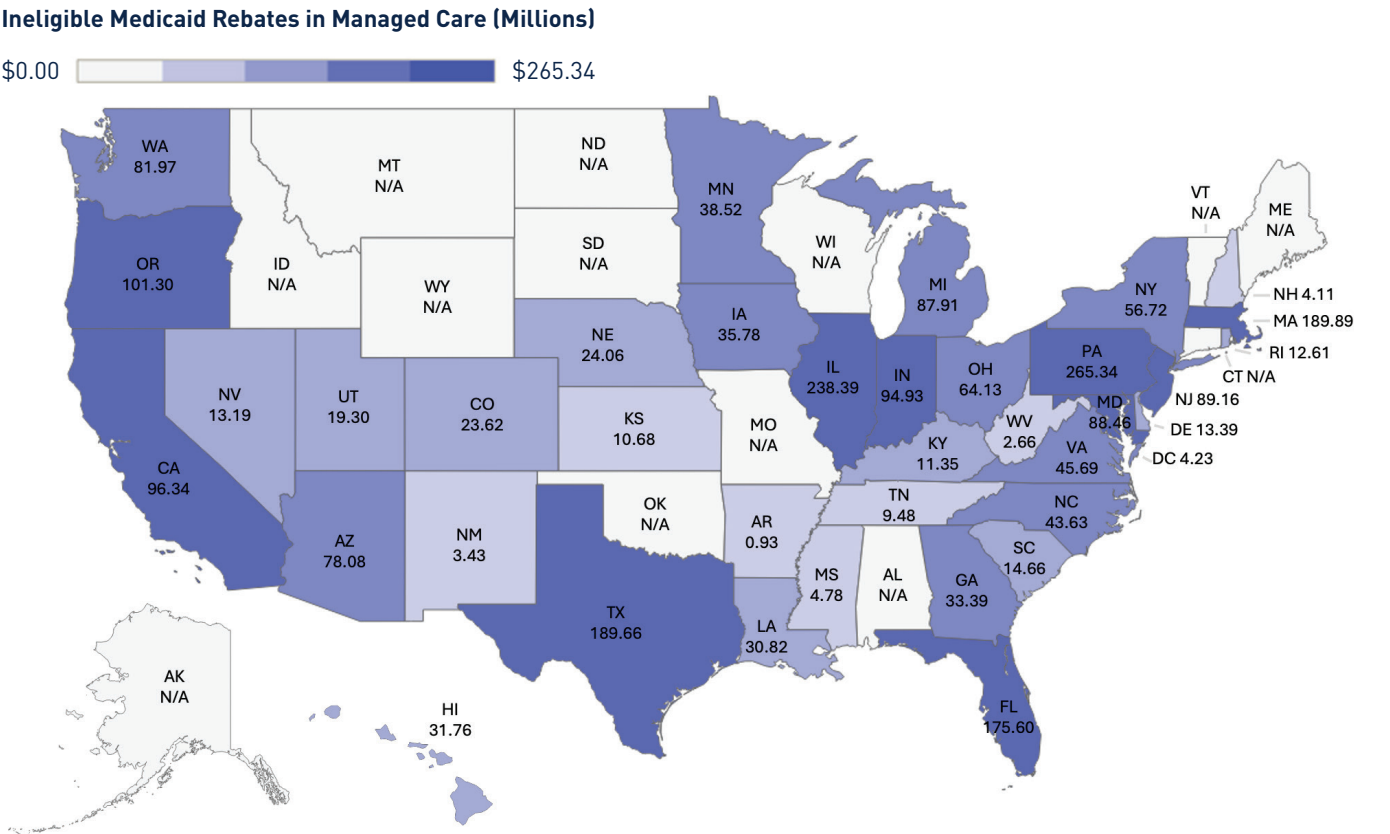 Ineligible Medicaid Rebates in Managed Care (Millions)
$0.00 $265.34
WA
81.97
MT
N/A
ND
N/A
MN
38.52
OR
101.30
ID
N/A
WY
N/A
SD
N/A
WI
N/A
MI
87.91
VT
N/A
ME
N/A
NY
56.72
NH 4.11
MA 189.89
RI 12.61
CT N/A
NJ 89.16
DE 13.39
DC 4.23
NV
13.19
UT
19.30
CO
23.62
NE
24.06
IA
35.78
IL
238.39
IN
94.93
OH
64.13
PA
265.34
MD
88.46
CA
96.34
KS
10.68
MO
N/A
KY
11.35
WV
2.66
VA
45.69
AZ
78.08
NM
3.43
OK
N/A
AR
0.93
TN
9.48
NC
43.63
SC
14.66
TX
189.66
LA
30.82
MS
4.78
AL
N/A
GA
33.39
FL
175.60
AK
N/A
HI
31.76